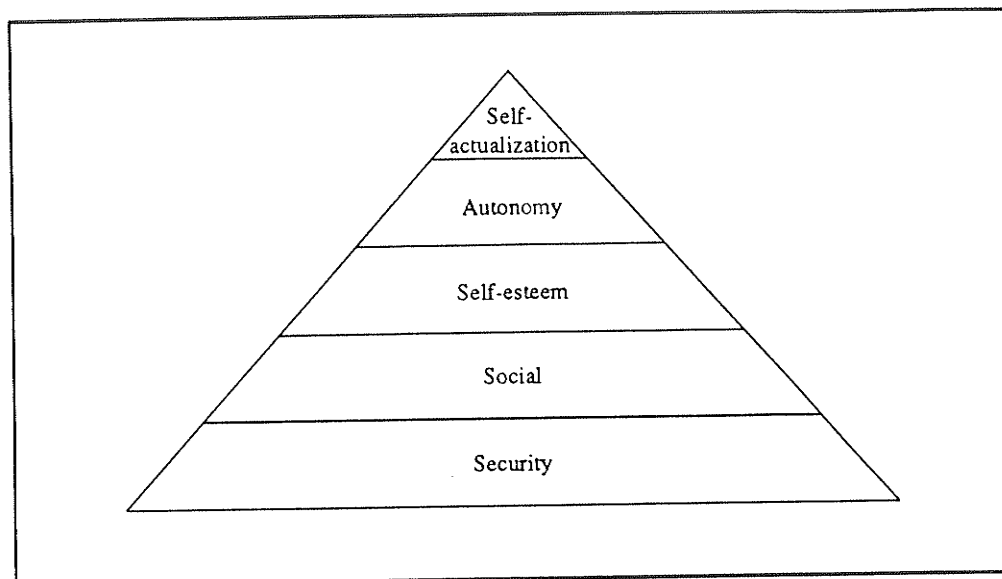 Self-
actualization
Autonomy
Self-esteem
Social
Security